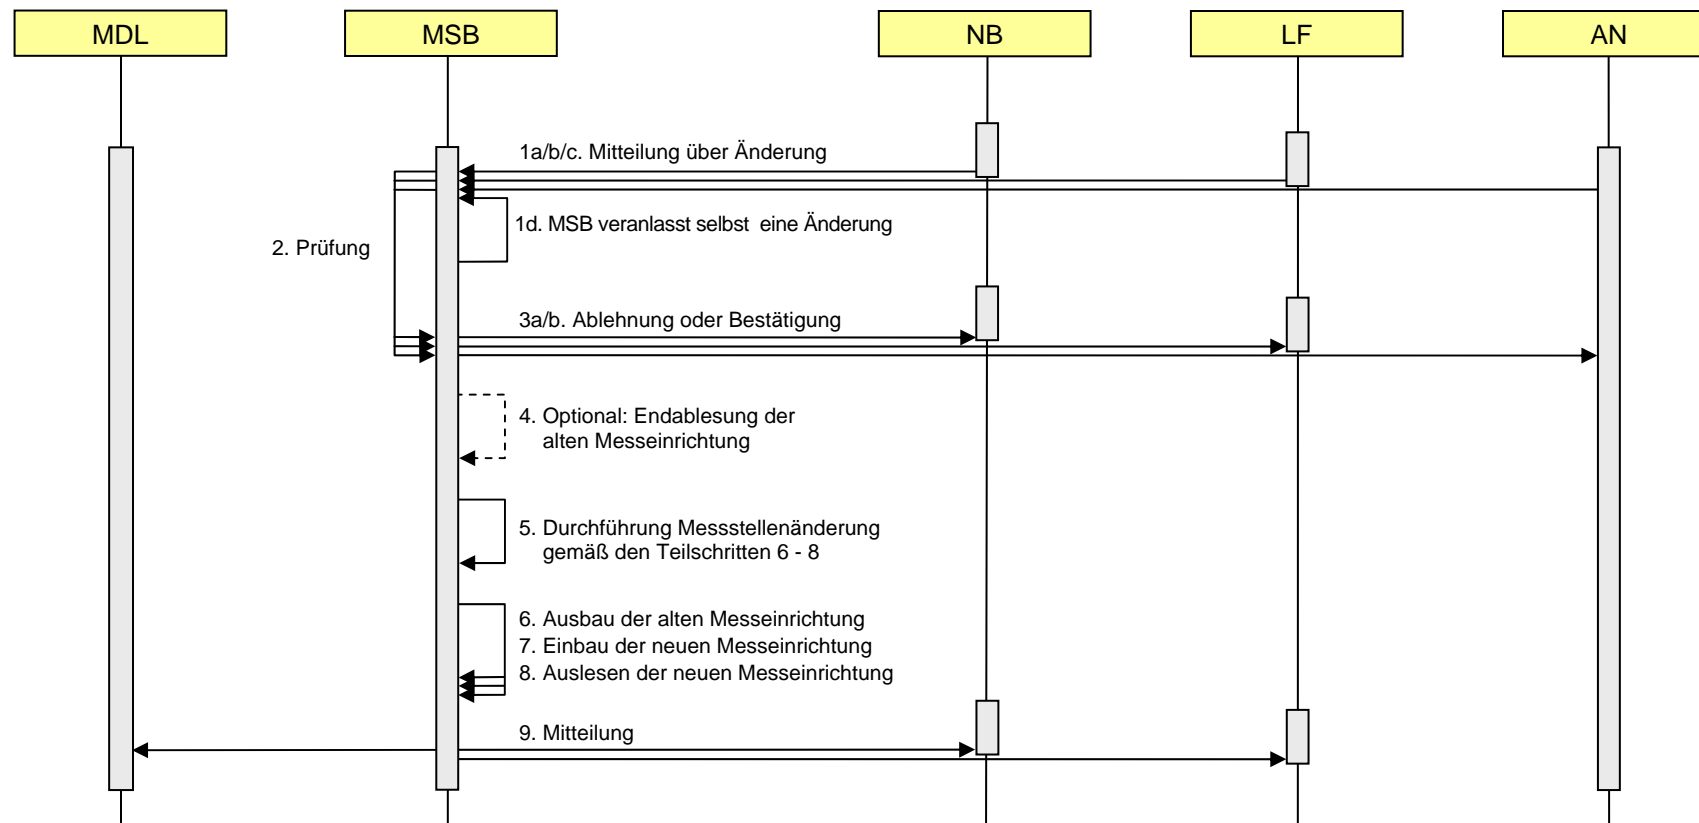 MDL
MSB
NB
LF
AN
1a/b/c. Mitteilung über Änderung
1d. MSB veranlasst selbst eine Änderung
2. Prüfung
3a/b. Ablehnung oder Bestätigung
4. Optional: Endablesung der
alten Messeinrichtung
5. Durchführung Messstellenänderung
gemäß den Teilschritten 6 - 8
6. Ausbau der alten Messeinrichtung
7. Einbau der neuen Messeinrichtung
8. Auslesen der neuen Messeinrichtung
9. Mitteilung